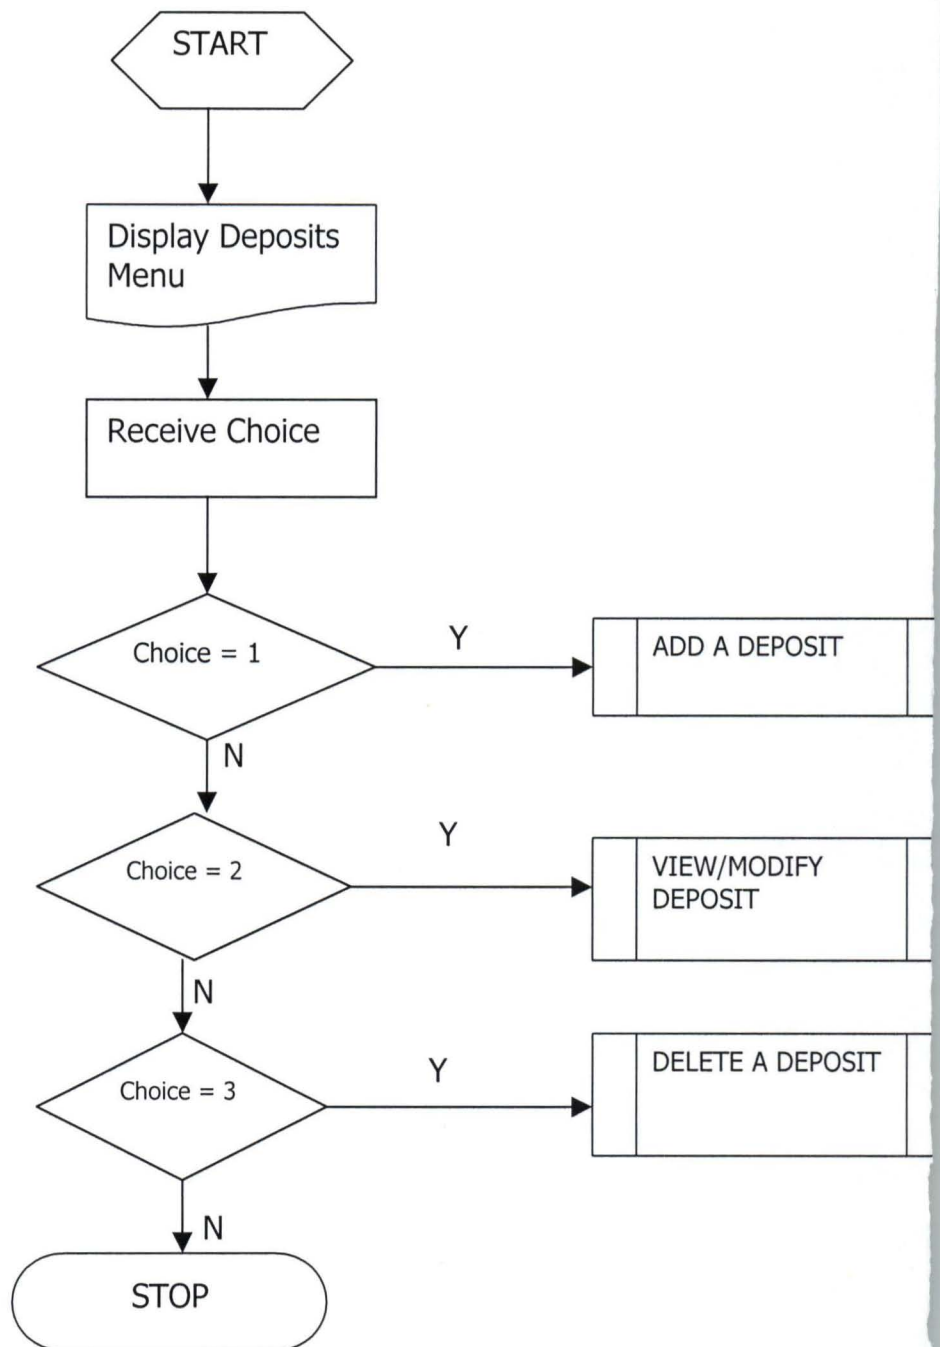 START
Display Deposits
Menu
Receive Choice
Choice = 1
Y
ADD A DEPOSIT
N
Choice = 2
Y
VIEW/MODIFY
DEPOSIT
N
Choice = 3
Y
DELETE A DEPOSIT
N
STOP